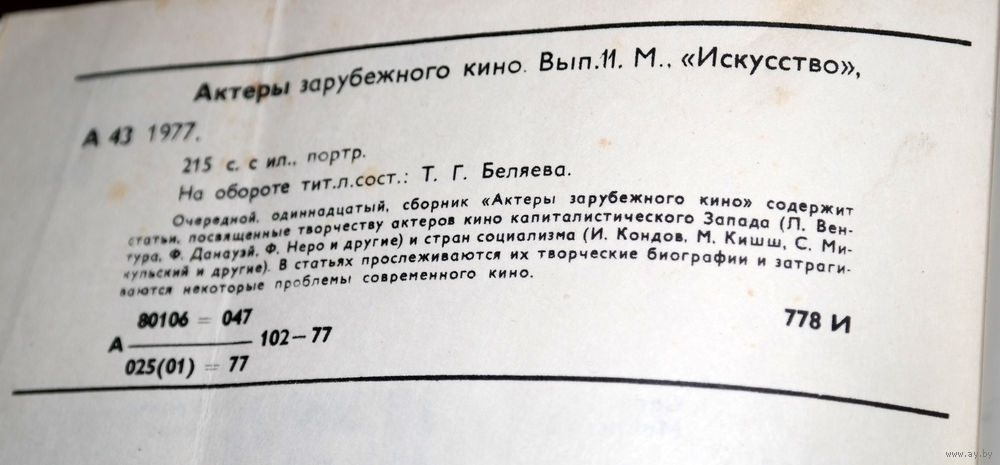 Актеры зарубежного кино. Вып.11. М., «Искусство»,
А 43 1977.
215 с. с ил., портр.
На обороте тит.л.сост.: Т. Г. Беляева.
Очередной, одиннадцатый, сборник «Актеры зарубежного кино» содержит
статьи, посвященные творчеству актеров кино капиталистического Запада (Л. Вен-
тура, Ф. Данауэй, Ф. Неро и другие) и стран социализма (И. Кондов, М. Кишш, С. Ми-
кульский и другие). В статьях прослеживаются их творческие биографии и затраги-
ваются некоторые проблемы современного кино.
80106 = 047
А 102–77
025(01) = 77
778 И
www.ay.by